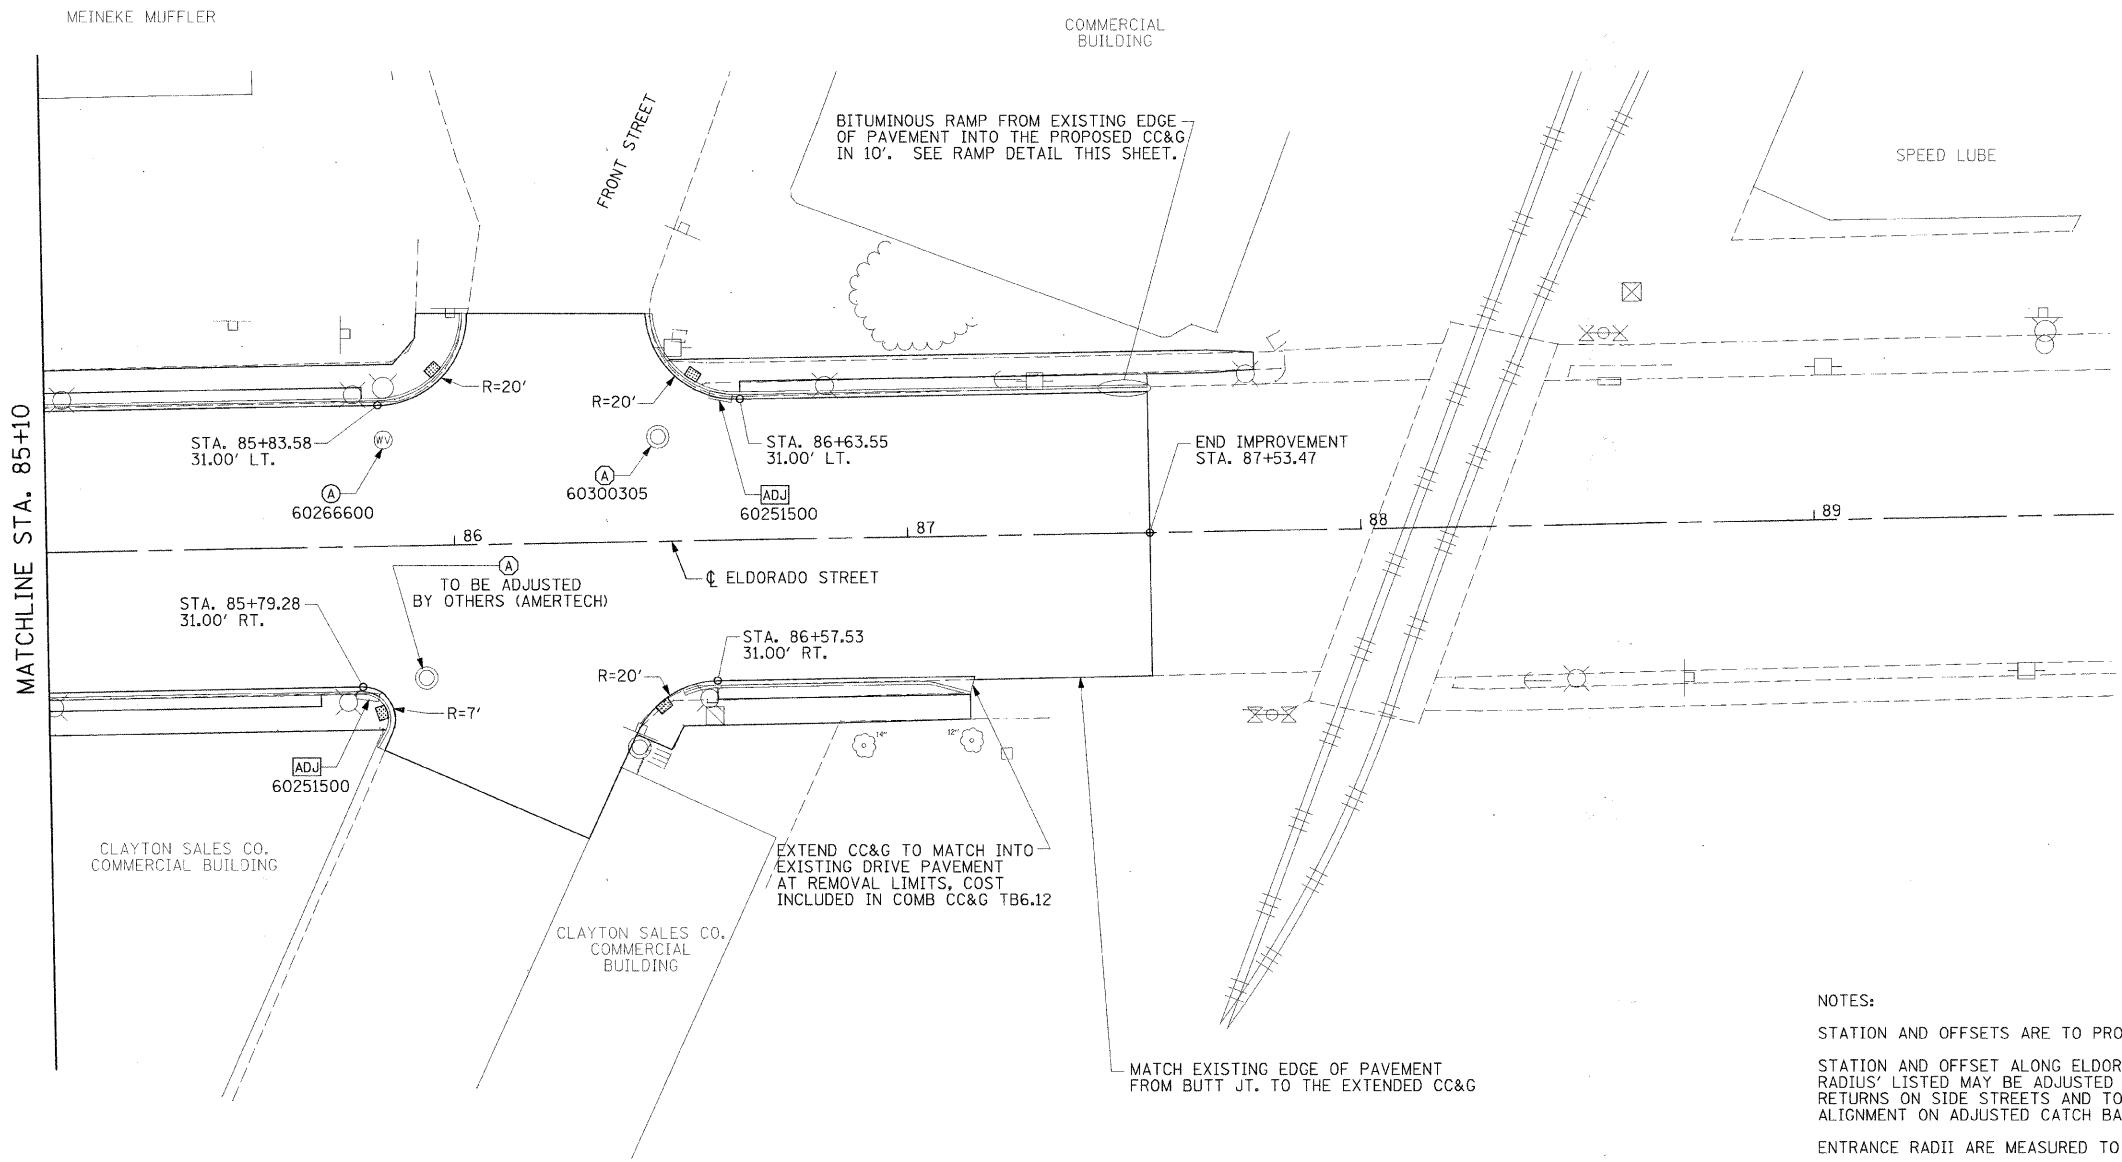 MEINEKE MUFFLER
COMMERCIAL
BUILDING
FRONT STREET
BITUMINOUS RAMP FROM EXISTING EDGE
OF PAVEMENT INTO THE PROPOSED CC&G
IN 10'. SEE RAMP DETAIL THIS SHEET.
SPEED LUBE
MATCHLINE STA. 85+10
R=20'
R=20'
STA. 85+83.58
31.00' LT.
WV
A
60266600
A
60300305
STA. 86+63.55
31.00' LT.
ADJ
60251500
END IMPROVEMENT
STA. 87+53.47
86
87
88
89
A
TO BE ADJUSTED
BY OTHERS (AMERTECH)
℄ ELDORADO STREET
STA. 85+79.28
31.00' RT.
STA. 86+57.53
31.00' RT.
R=20'
R=7'
ADJ
60251500
14"
12"
CLAYTON SALES CO.
COMMERCIAL BUILDING
EXTEND CC&G TO MATCH INTO
EXISTING DRIVE PAVEMENT
AT REMOVAL LIMITS, COST
INCLUDED IN COMB CC&G TB6.12
CLAYTON SALES CO.
COMMERCIAL
BUILDING
MATCH EXISTING EDGE OF PAVEMENT
FROM BUTT JT. TO THE EXTENDED CC&G
NOTES:
STATION AND OFFSETS ARE TO PRO
STATION AND OFFSET ALONG ELDOR
RADIUS' LISTED MAY BE ADJUSTED
RETURNS ON SIDE STREETS AND TO
ALIGNMENT ON ADJUSTED CATCH BA
ENTRANCE RADII ARE MEASURED TO